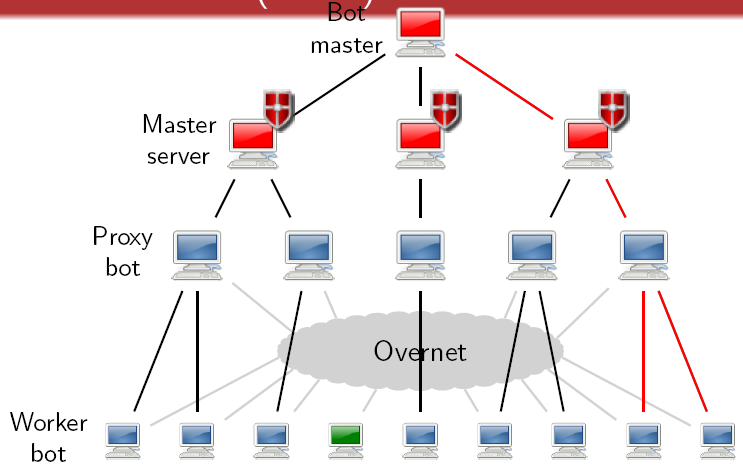 Bot
master
Master
server
Proxy
bot
Overnet
Worker
bot